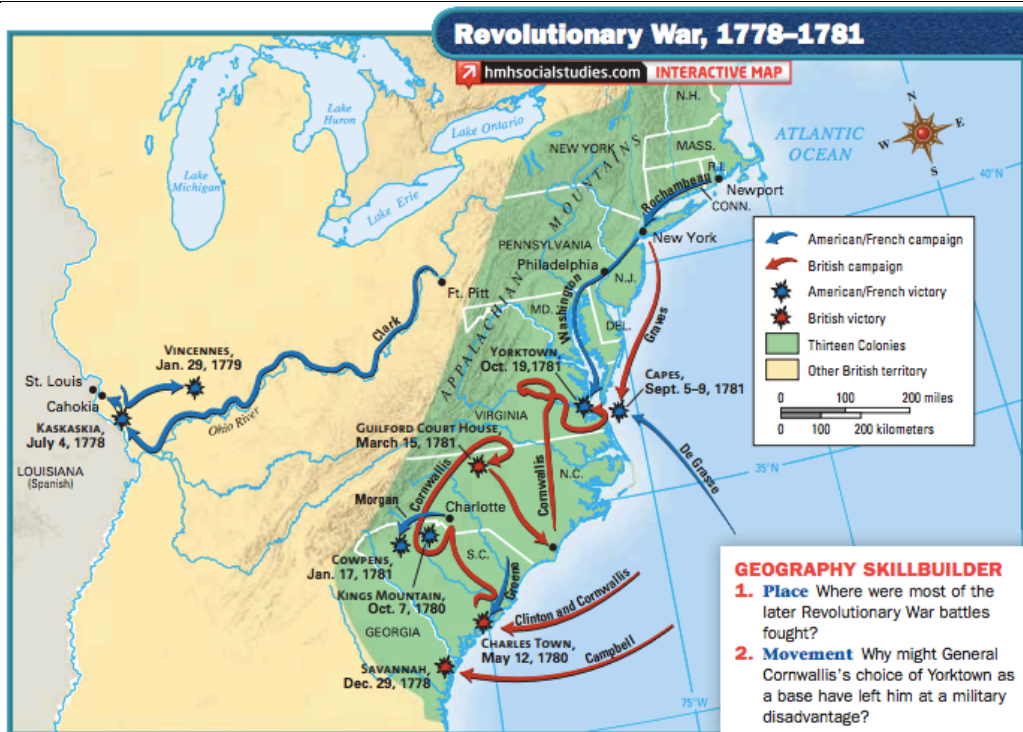 Revolutionary War, 1778–1781
hmhsocialstudies.com INTERACTIVE MAP
N.H.
Lake
Huron
Lake Ontario
NEW YORK
MASS.
ATLANTIC
OCEAN
N
E
W
S
40°N
Lake
Michigan
Lake Erie
R.I.
Rochambeau
Newport
CONN.
New York
APPALACHIAN MOUNTAINS
PENNSYLVANIA
Philadelphia
N.J.
Ft. Pitt
MD.
Washington
DEL.
Graves
American/French campaign
British campaign
American/French victory
British victory
Thirteen Colonies
Other British territory
0 100 200 miles
0 100 200 kilometers
Clark
VINCENNES,
Jan. 29, 1779
St. Louis
Cahokia
KASKASKIA,
July 4, 1778
Ohio River
LOUISIANA
(Spanish)
YORKTOWN,
Oct. 19,1781
CAPES,
Sept. 5–9, 1781
VIRGINIA
GUILFORD COURT HOUSE,
March 15, 1781
De Grasse
35°N
N.C.
Cornwallis
Cornwallis
Morgan
Charlotte
COWPENS,
Jan. 17, 1781
S.C.
KINGS MOUNTAIN,
Oct. 7, 1780
Greene
Clinton and Cornwallis
GEORGIA
CHARLES TOWN,
May 12, 1780
Campbell
SAVANNAH,
Dec. 29, 1778
75°W
GEOGRAPHY SKILLBUILDER
1. Place Where were most of the
later Revolutionary War battles
fought?
2. Movement Why might General
Cornwallis's choice of Yorktown as
a base have left him at a military
disadvantage?